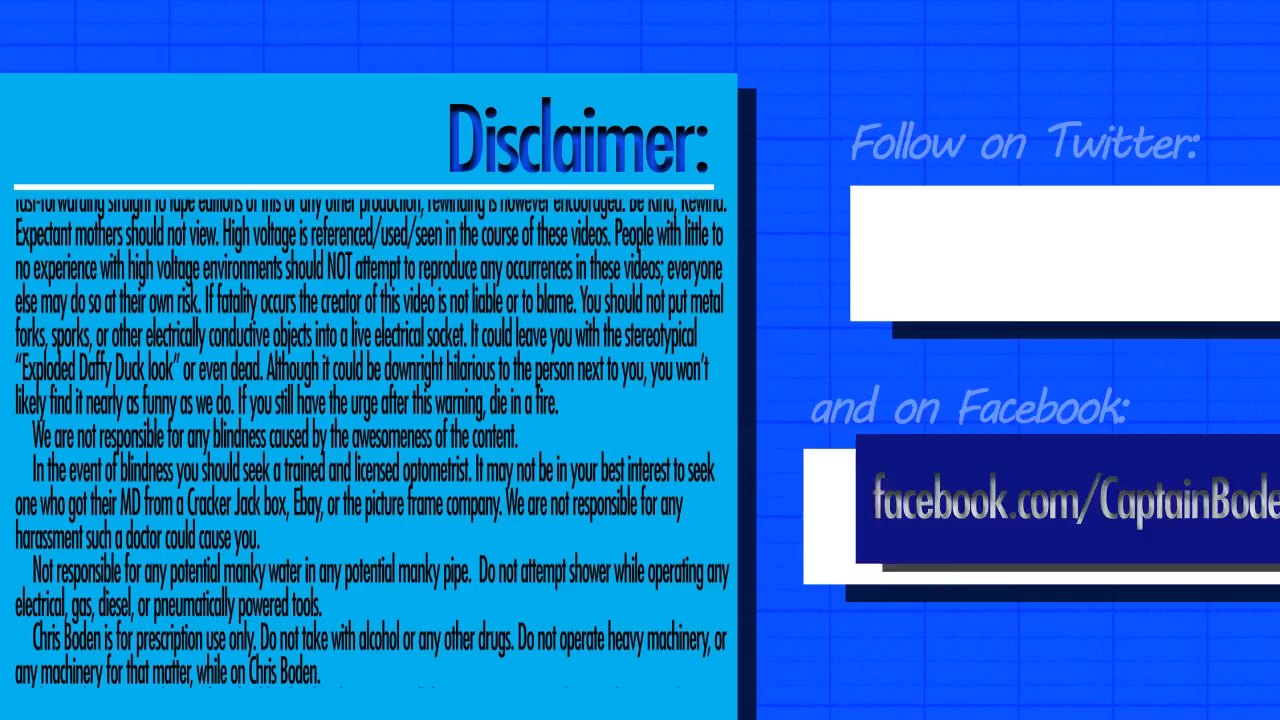 Disclaimer:
fast-forwarding straight to tape editions of this or any other production, rewinding is however encouraged. Be Kind, Rewind.
Expectant mothers should not view. High voltage is referenced/used/seen in the course of these videos. People with little to
no experience with high voltage environments should NOT attempt to reproduce any occurrences in these videos; everyone
else may do so at their own risk. If fatality occurs the creator of this video is not liable or to blame. You should not put metal
forks, sporks, or other electrically conductive objects into a live electrical socket. It could leave you with the stereotypical
“Exploded Daffy Duck look” or even dead. Although it could be downright hilarious to the person next to you, you won’t
likely find it nearly as funny as we do. If you still have the urge after this warning, die in a fire.
We are not responsible for any blindness caused by the awesomeness of the content.
In the event of blindness you should seek a trained and licensed optometrist. It may not be in your best interest to seek
one who got their MD from a Cracker Jack box, Ebay, or the picture frame company. We are not responsible for any
harassment such a doctor could cause you.
Not responsible for any potential manky water in any potential manky pipe. Do not attempt shower while operating any
electrical, gas, diesel, or pneumatically powered tools.
Chris Boden is for prescription use only. Do not take with alcohol or any other drugs. Do not operate heavy machinery, or
any machinery for that matter, while on Chris Boden.
Follow on Twitter:
and on Facebook:
facebook.com/CaptainBode